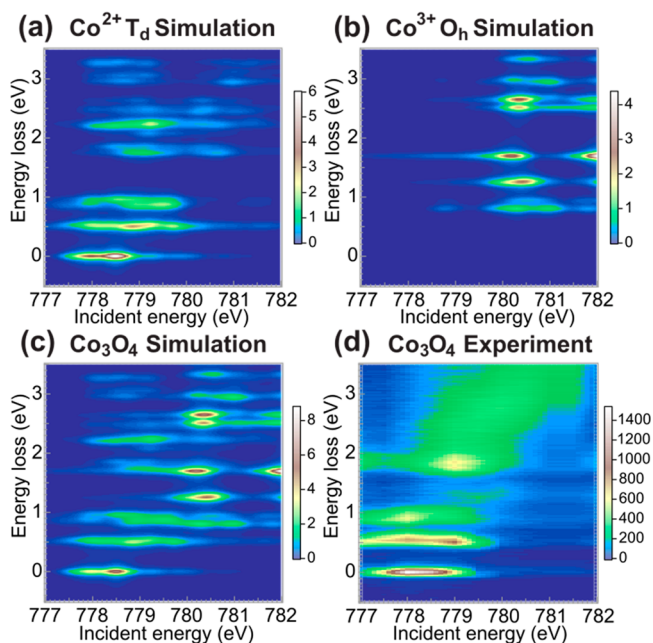 (a) Co2+ Td Simulation
(b) Co3+ Oh Simulation
Energy loss (eV)
3
2
1
0
6
5
4
3
2
1
0
777 778 779 780 781 782
Incident energy (eV)
Energy loss (eV)
3
2
1
0
4
3
2
1
0
777 778 779 780 781 782
Incident energy (eV)
(c) Co3O4 Simulation
(d) Co3O4 Experiment
Energy loss (eV)
3
2
1
0
8
6
4
2
0
777 778 779 780 781 782
Incident energy (eV)
Energy loss (eV)
3
2
1
0
1400
1200
1000
800
600
400
200
0
777 778 779 780 781 782
Incident energy (eV)